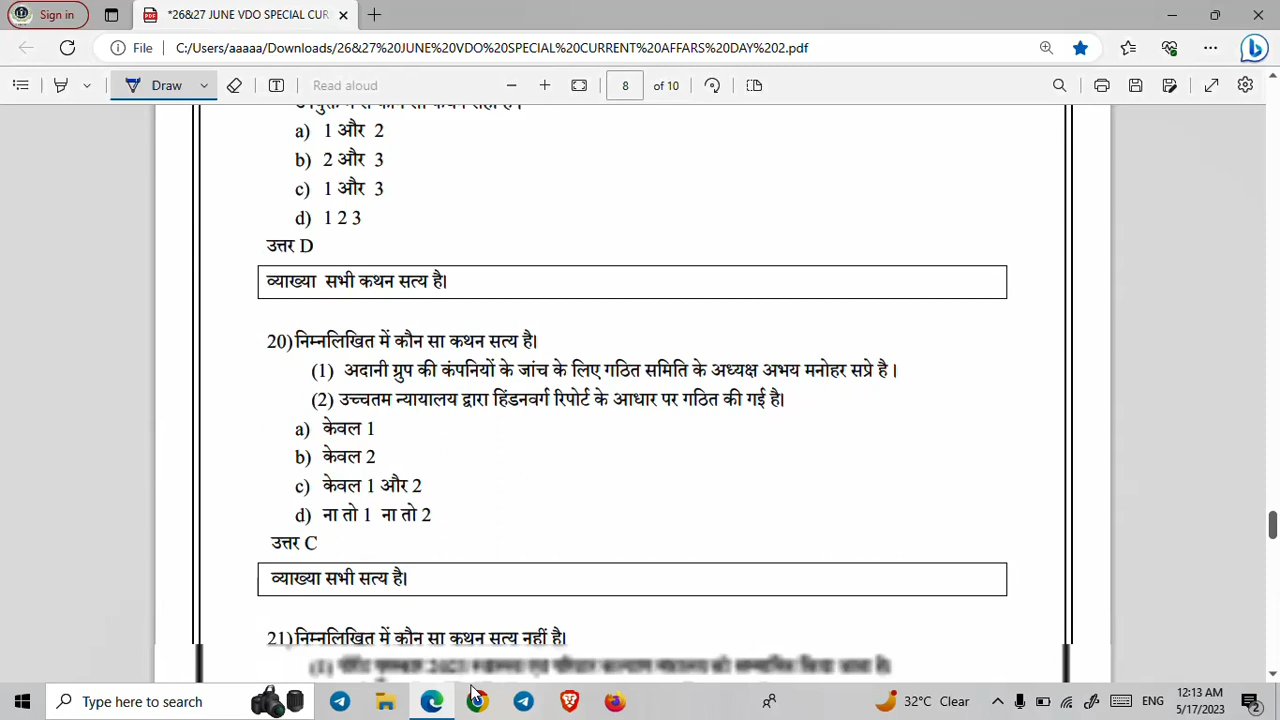 Sign in
*26&27 JUNE VDO SPECIAL CUR
File C:/Users/aaaaa/Downloads/26&27%20JUNE%20VDO%20SPECIAL%20CURRENT%20AFFARS%20DAY%202.pdf
Draw Read aloud 8 of 10
a) 1 और 2
b) 2 और 3
c) 1 और 3
d) 1 2 3
उत्तर D
व्याख्या सभी कथन सत्य है।
20) निम्नलिखित में कौन सा कथन सत्य है।
(1) अदानी ग्रुप की कंपनियों के जांच के लिए गठित समिति के अध्यक्ष अभय मनोहर सप्रे है।
(2) उच्चतम न्यायालय द्वारा हिंडनवर्ग रिपोर्ट के आधार पर गठित की गई है।
a) केवल 1
b) केवल 2
c) केवल 1 और 2
d) ना तो 1 ना तो 2
उत्तर C
व्याख्या सभी सत्य है।
21) निम्नलिखित में कौन सा कथन सत्य नहीं है।
Type here to search 32°C Clear ENG 12:13 AM
5/17/2023 2